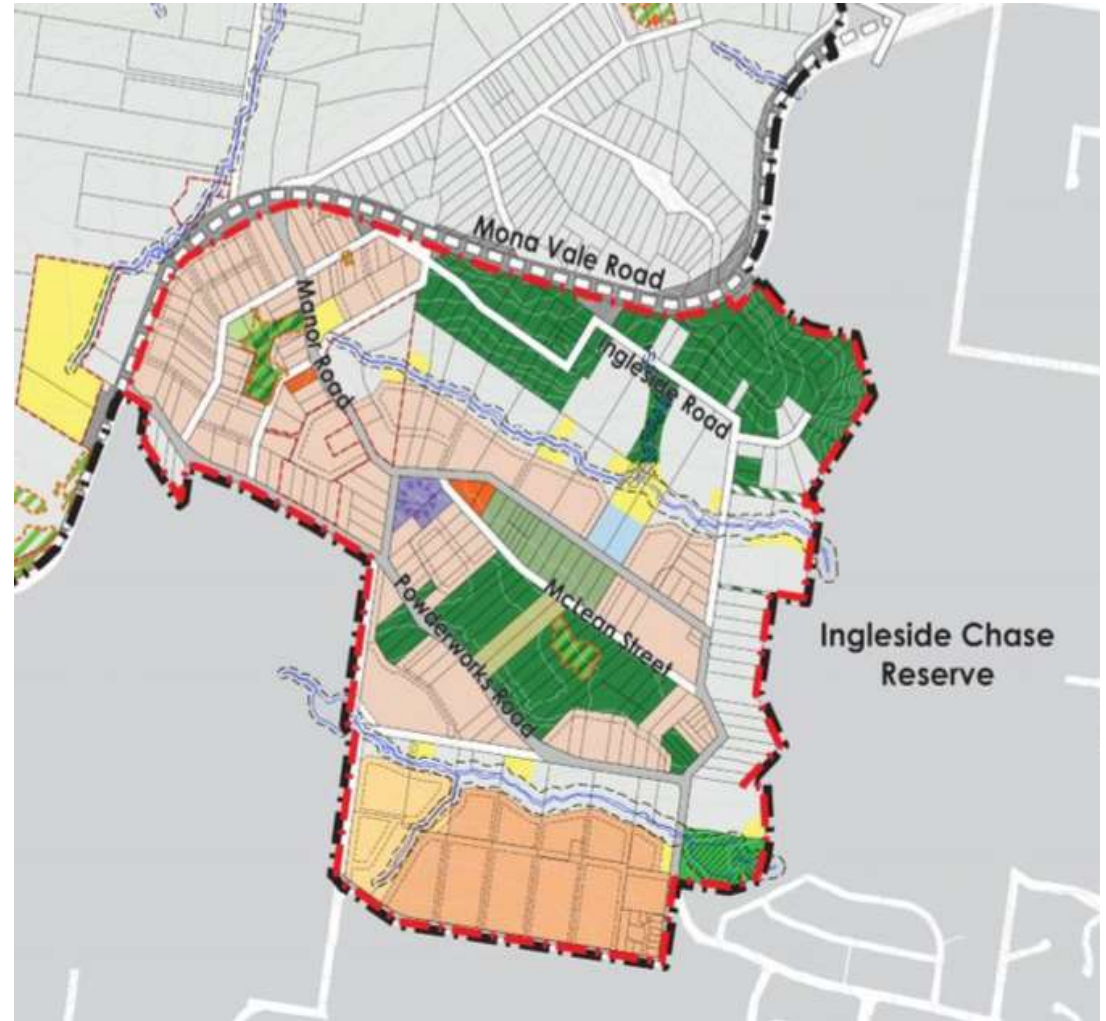 Mona Vale Road
Manor Road
Ingleside Road
McLean Street
Powderworks Road
Ingleside Chase
Reserve